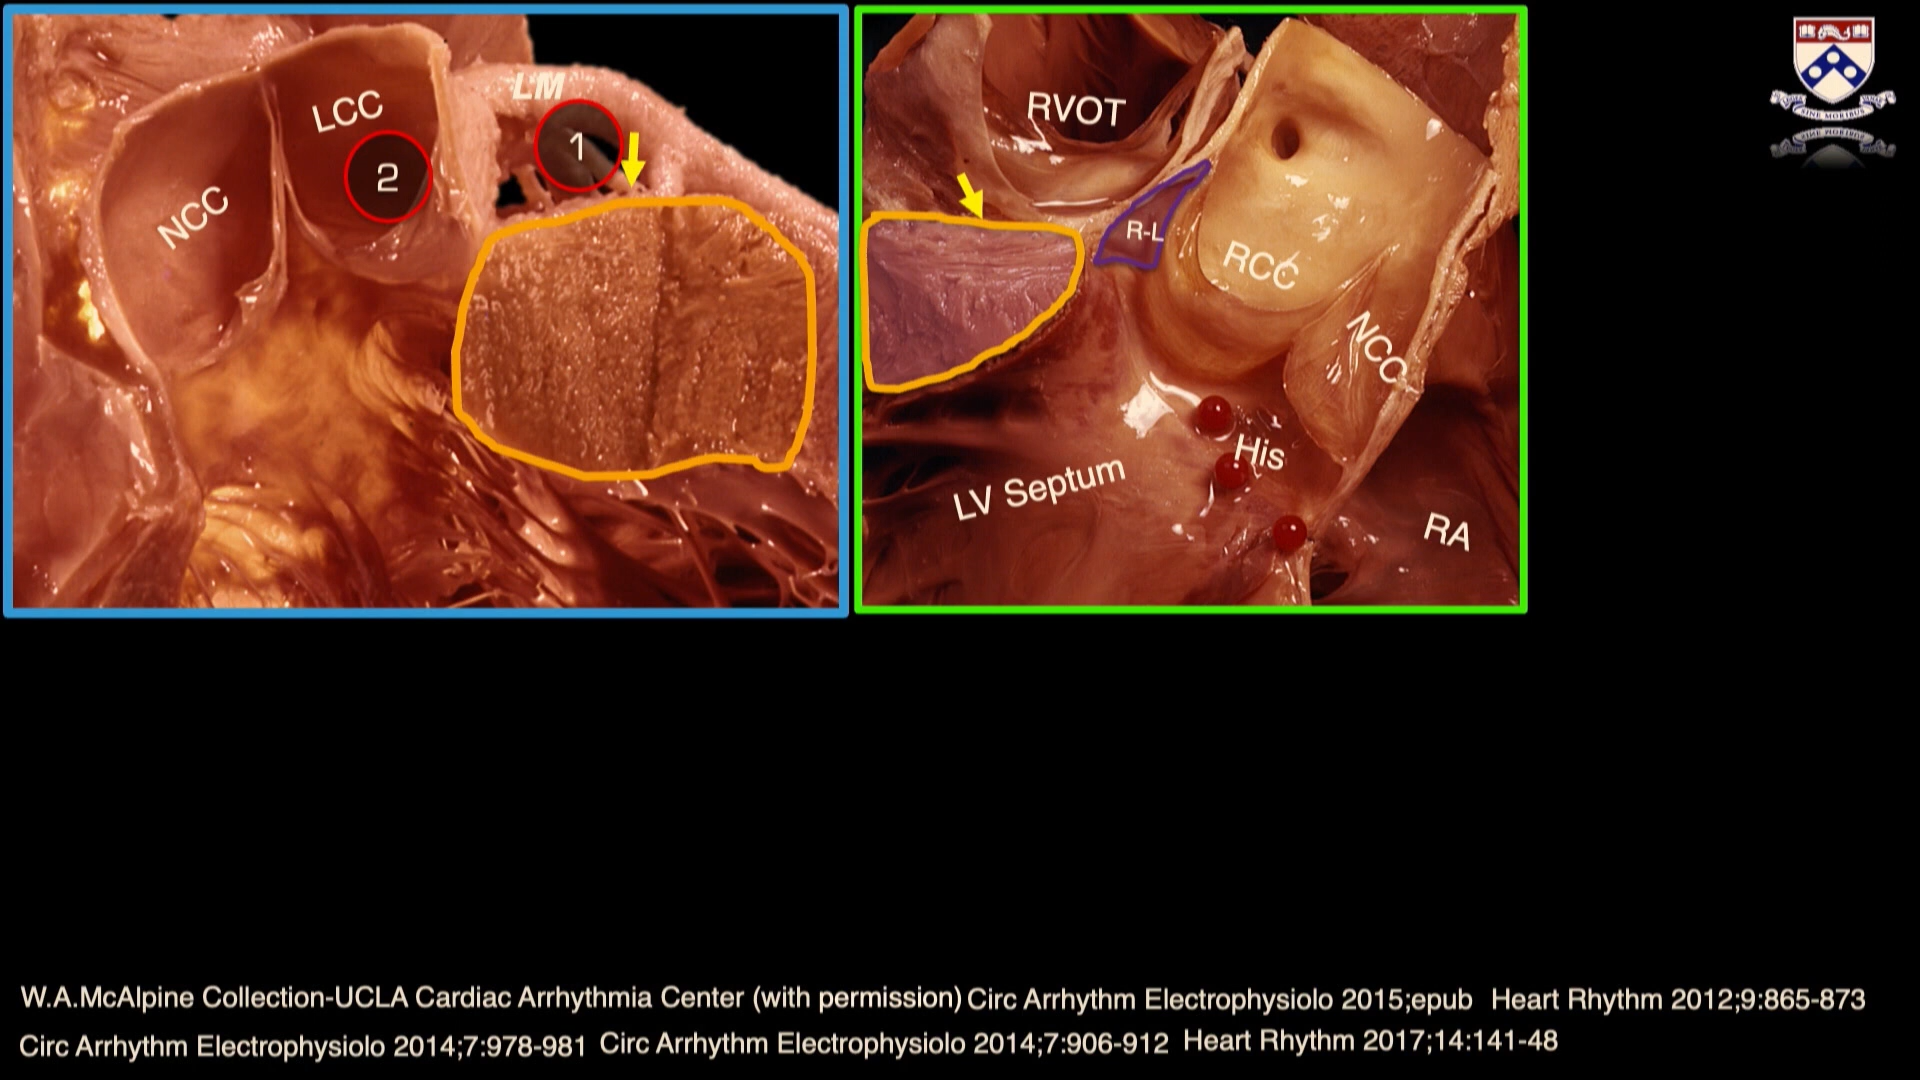 LM
LCC
1
2
NCC
RVOT
R-L
RCC
NCC
His
LV Septum
RA
W.A.McAlpine Collection-UCLA Cardiac Arrhythmia Center (with permission) Circ Arrhythm Electrophysiolo 2015;epub Heart Rhythm 2012;9:865-873
Circ Arrhythm Electrophysiolo 2014;7:978-981 Circ Arrhythm Electrophysiolo 2014;7:906-912 Heart Rhythm 2017;14:141-48